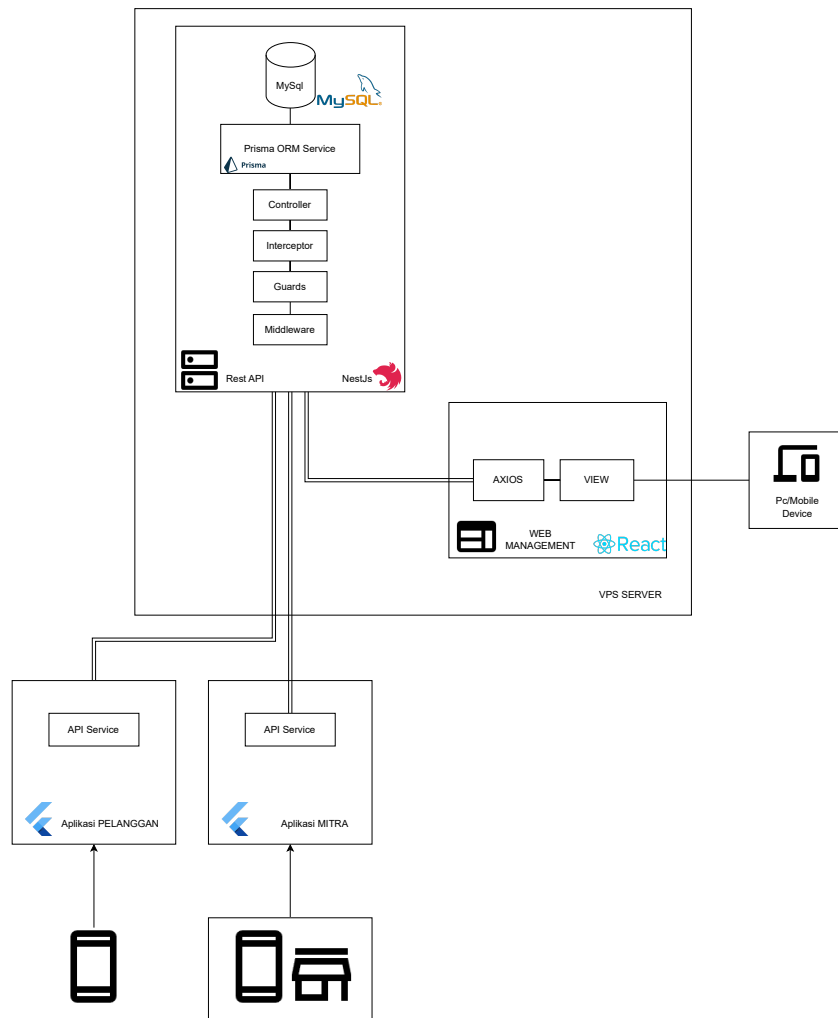 MySql
MySQL®
Prisma ORM Service
Prisma
Controller
Interceptor
Guards
Middleware
Rest API
NestJs
AXIOS
VIEW
WEB
MANAGEMENT
React
Pc/Mobile
Device
VPS SERVER
API Service
API Service
Aplikasi PELANGGAN
Aplikasi MITRA